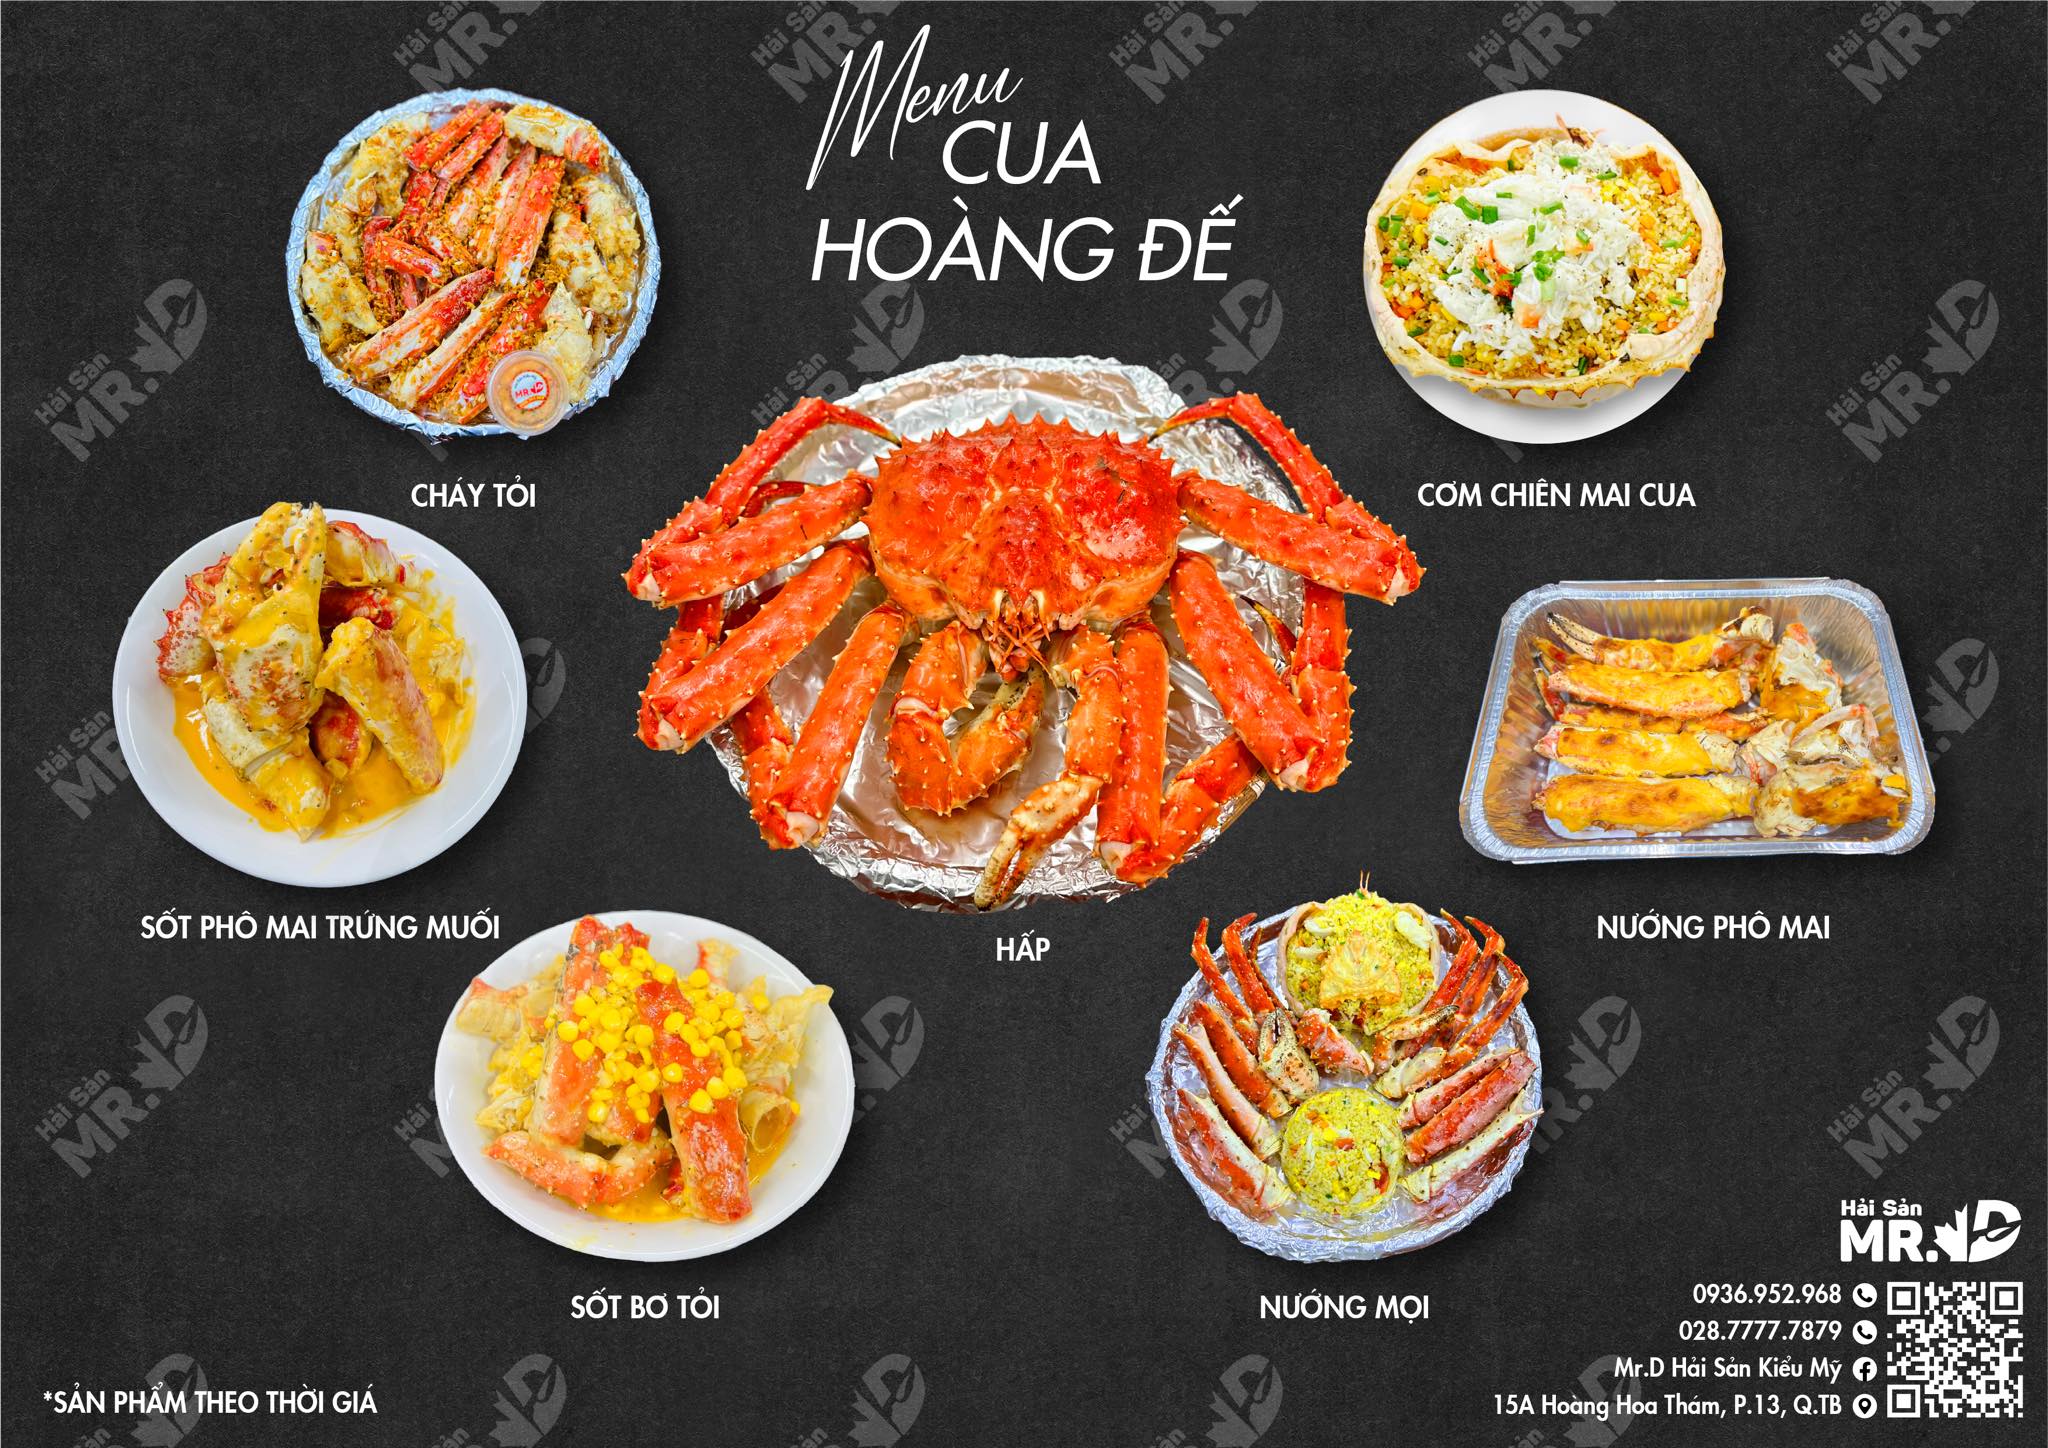 Menu
CUA
HOÀNG ĐẾ
CHÁY TỎI
CƠM CHIÊN MAI CUA
SỐT PHÔ MAI TRỨNG MUỐI
HẤP
NƯỚNG PHÔ MAI
SỐT BƠ TỎI
NƯỚNG MỌI
Hải Sản
MR.D
0936.952.968
028.7777.7879
Mr.D Hải Sản Kiểu Mỹ
15A Hoàng Hoa Thám, P.13, Q.TB
*SẢN PHẨM THEO THỜI GIÁ